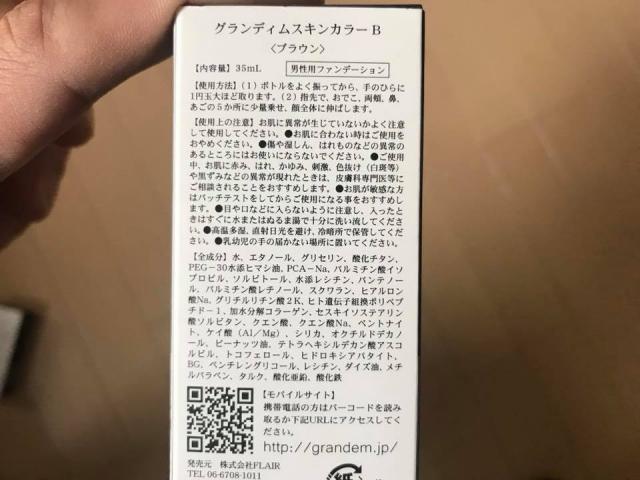 グランディムスキンカラー B
〈ブラウン〉
【内容量】35mL 男性用ファンデーション
【使用方法】（1）ボトルをよく振ってから、手のひらに
1円玉大ほど取ります。（2）指先で、おでこ、両頬、鼻、
あごの5か所に少量乗せ、顔全体に伸ばします。
【使用上の注意】お肌に異常が生じていないかよく注意
して使用してください。●お肌に合わない時はご使用を
おやめください。●傷や湿しん、はれものなどの異常の
あるところにはお使いにならないでください。●ご使用
中、お肌に赤み、はれ、かゆみ、刺激、色抜け（白斑等）
や黒ずみなどの異常が現れたときは、皮膚科専門医等に
ご相談されることをおすすめします。●お肌が敏感な方
はパッチテストをしてからご使用になる事をおすすめし
ます。●目や口などに入らないように注意し、入ったと
きはすぐに水またはぬるま湯で十分に洗い流してくださ
い。●高温多湿、直射日光を避け、冷暗所で保管してくだ
さい。●乳幼児の手の届かない場所に置いてください。
【全成分】水、エタノール、グリセリン、酸化チタン、
PEG－30水添ヒマシ油、PCA－Na、パルミチン酸イソ
プロピル、ソルビトール、水添レシチン、パンテノー
ル、パルミチン酸レチノール、スクワラン、ヒアルロン
酸Na、グリチルリチン酸2K、ヒト遺伝子組換ポリペプ
チド－1、加水分解コラーゲン、セスキイソステアリン
酸ソルビタン、クエン酸、クエン酸Na、ベントナイ
ト、ケイ酸（Al／Mg）、シリカ、オクチルドデカノ
ール、ピーナッツ油、テトラヘキシルデカン酸アスコ
ルビル、トコフェロール、ヒドロキシアパタイト、
BG、ペンチレングリコール、レシチン、ダイズ油、メチ
ルパラベン、タルク、酸化亜鉛、酸化鉄
【モバイルサイト】
携帯電話の方はバーコードを読み
取るか下記URLにアクセスしてく
ださい。
http://grandem.jp/
発売元 株式会社FLAIR
TEL 06-6708-1011
紙